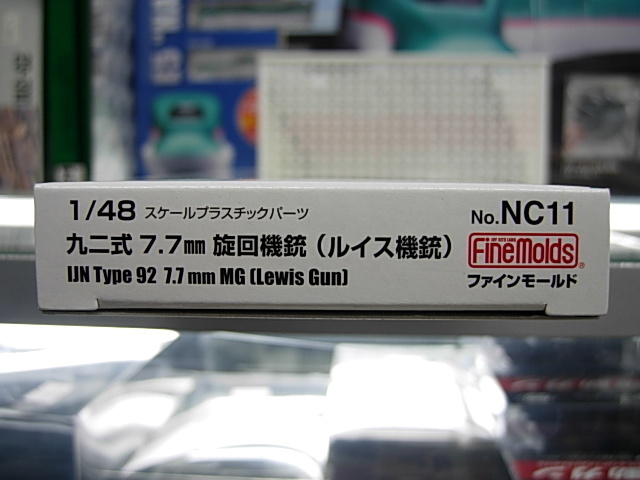 1/48 スケールプラスチックパーツ
No.NC11
九二式 7.7㎜ 旋回機銃（ルイス機銃）
IJN Type 92 7.7 mm MG (Lewis Gun)
FineMolds
ファインモールド